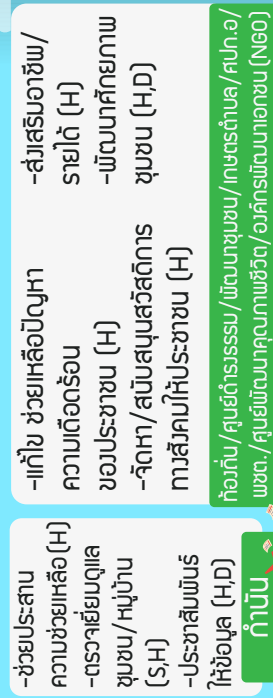 -แก้ไข ช่วยเหลือปัญหา
ความเดือดร้อน
ของประชาชน (H)
-จัดหา/สนับสนุนสวัสดิการ
ทางสังคมให้ประชาชน (H)
-ส่งเสริมอาชีพ/
รายได้ (H)
-พัฒนาศักยภาพ
ชุมชน (H,D)
ท้องถิ่น/ศูนย์ดำรงธรรม/พัฒนาชุมชน/เกษตรตำบล/ศปก.อ/
พชต./ศูนย์พัฒนาคุณภาพชีวิต/องค์กรพัฒนาเอกชน (NGO)
-ช่วยประสาน
ความช่วยเหลือ(H)
-ตรวจเยี่ยมดูแล
ชุมชน/หมู่บ้าน
(S,H)
-ประชาสัมพันธ์
ให้ข้อมูล (H,D)
กำนัน